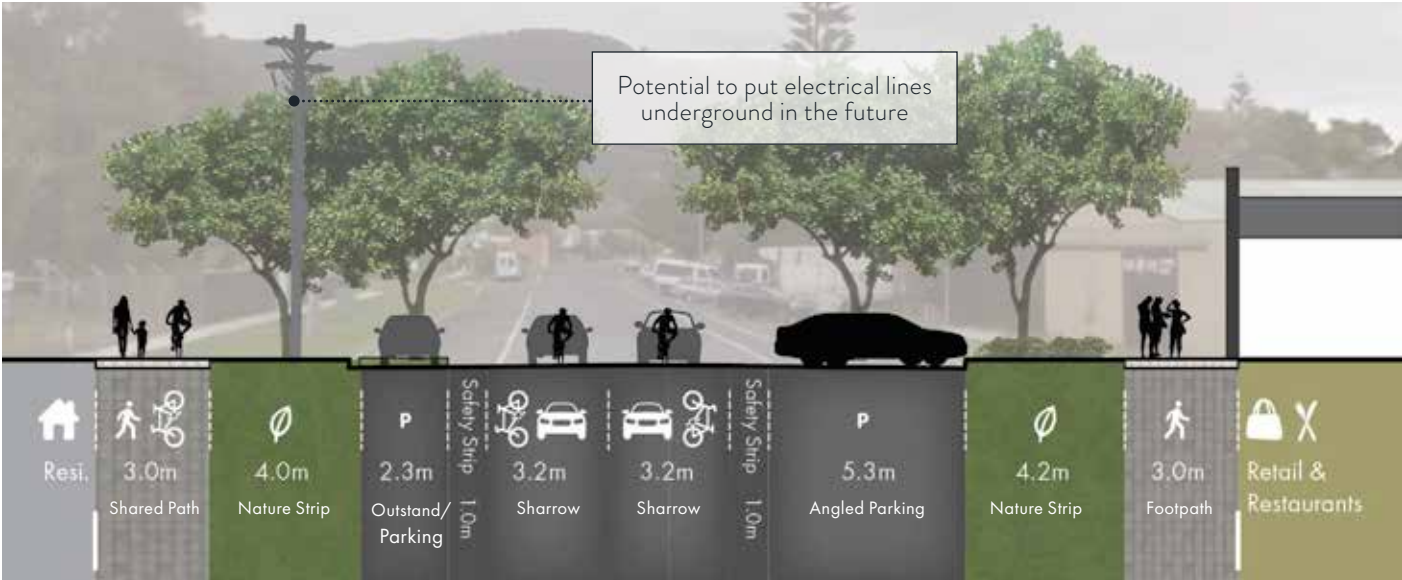 Potential to put electrical lines
underground in the future
Resi.
3.0m
Shared Path
4.0m
Nature Strip
P
2.3m
Outstand/
Parking
Safety Strip 1.0m
3.2m
Sharrow
3.2m
Sharrow
Safety Strip 1.0m
P
5.3m
Angled Parking
4.2m
Nature Strip
3.0m
Footpath
Retail &
Restaurants